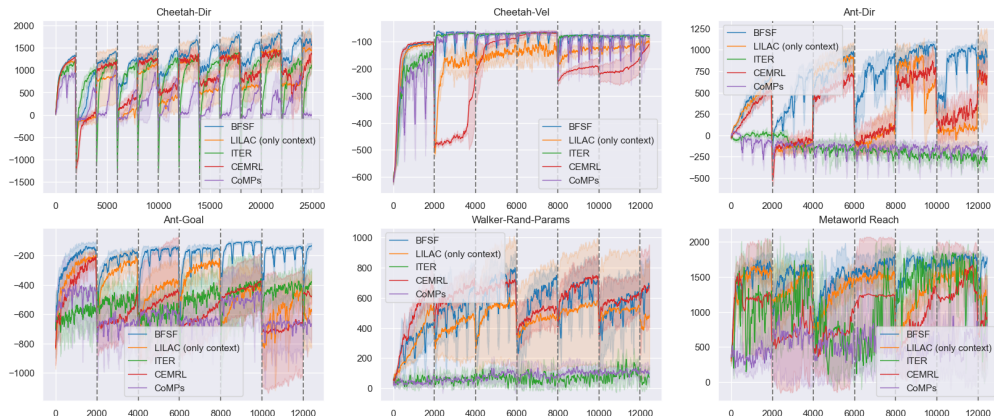 Cheetah-Dir
2000
1500
1000
500
0
−500
−1000
−1500
0 5000 10000 15000 20000 25000
BFSF
LILAC (only context)
ITER
CEMRL
CoMPs
Cheetah-Vel
−100
−200
−300
−400
−500
−600
0 2000 4000 6000 8000 10000 12000
BFSF
LILAC (only context)
ITER
CEMRL
CoMPs
Ant-Dir
1250
1000
750
500
250
0
−250
−500
0 2000 4000 6000 8000 10000 12000
BFSF
LILAC (only context)
ITER
CEMRL
CoMPs
Ant-Goal
−200
−400
−600
−800
−1000
0 2000 4000 6000 8000 10000 12000
BFSF
LILAC (only context)
ITER
CEMRL
CoMPs
Walker-Rand-Params
1000
800
600
400
200
0
0 2000 4000 6000 8000 10000 12000
BFSF
LILAC (only context)
ITER
CEMRL
CoMPs
Metaworld Reach
2000
1500
1000
500
0
0 2000 4000 6000 8000 10000 12000
BFSF
LILAC (only context)
ITER
CEMRL
CoMPs